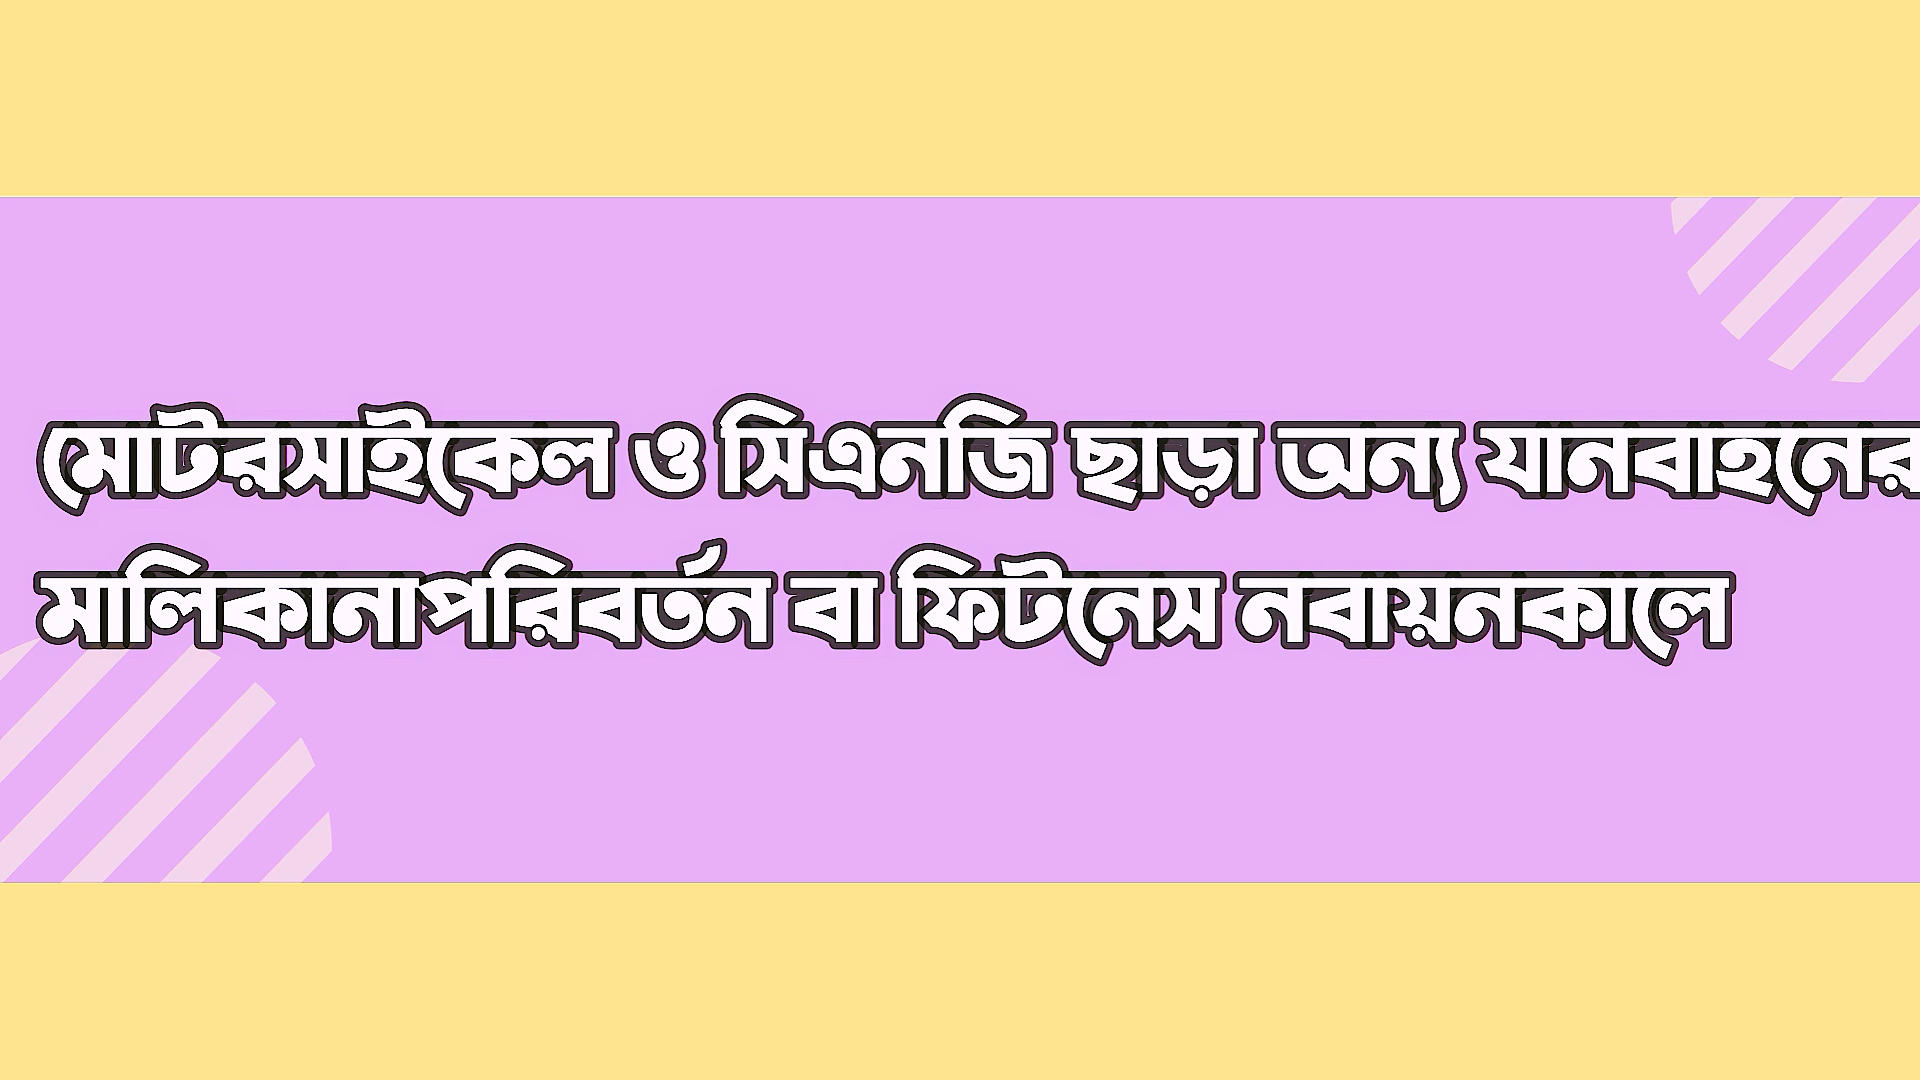 মোটরসাইকেল ও সিএনজি ছাড়া অন্য যানবাহনের
মালিকানাপরিবর্তন বা ফিটনেস নবায়নকালে